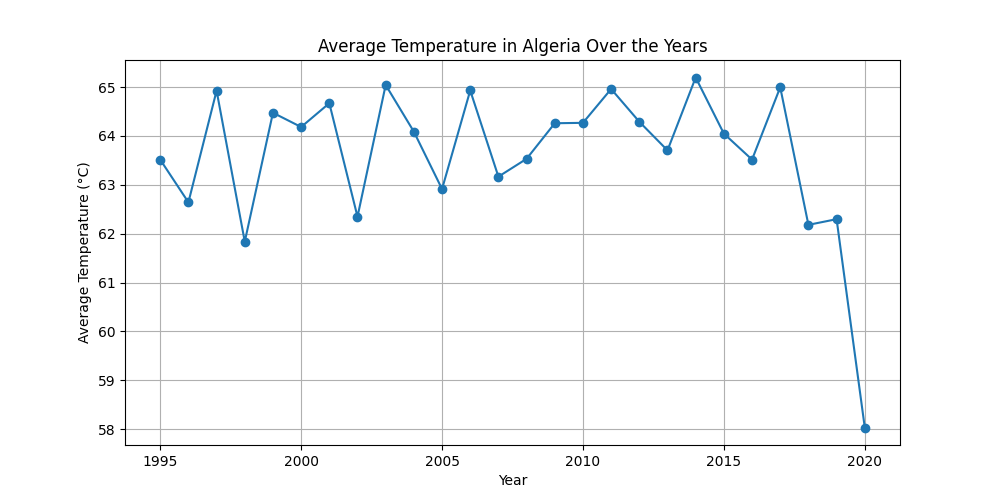 Average Temperature in Algeria Over the Years
Average Temperature (°C)
65
64
63
62
61
60
59
58
1995 2000 2005 2010 2015 2020
Year